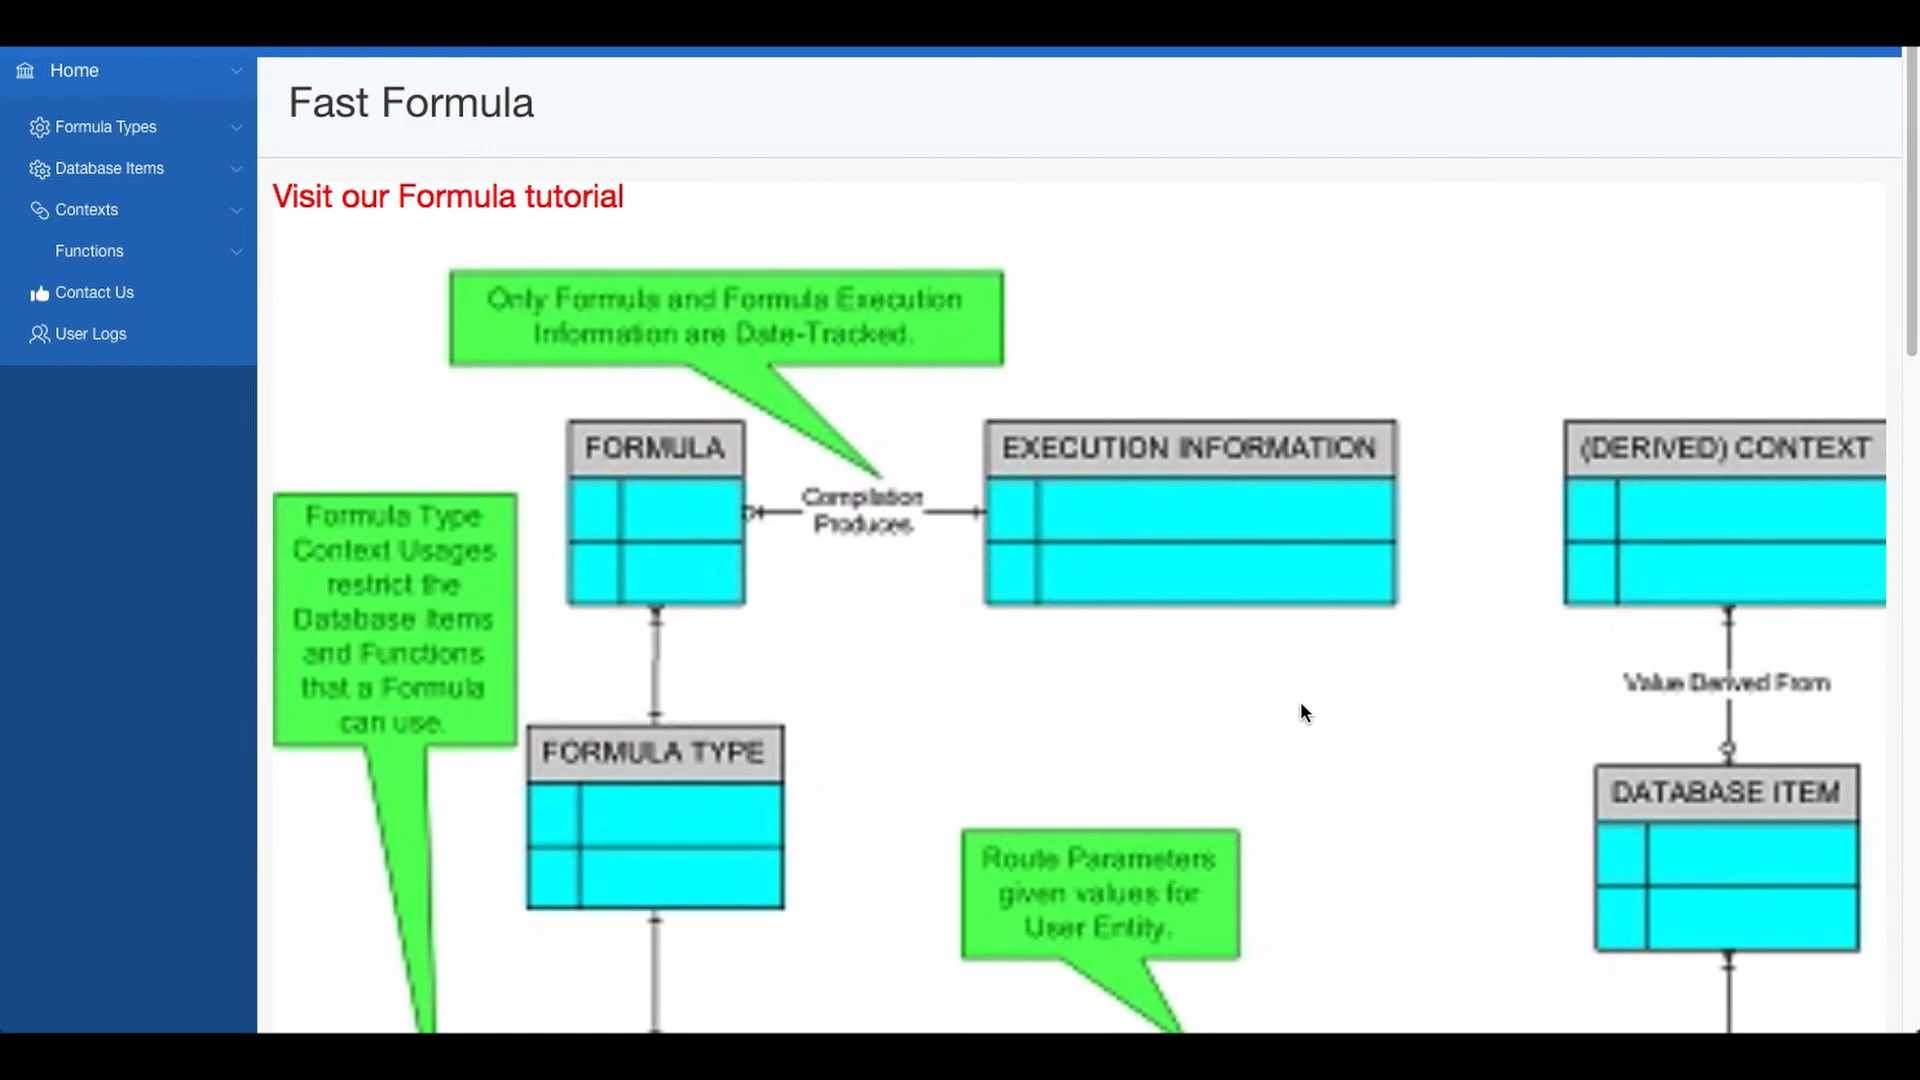 Home
Formula Types
Database Items
Contexts
Functions
Contact Us
User Logs
Fast Formula
Visit our Formula tutorial
Only Formula and Formula Execution
Information are Date-Tracked.
FORMULA
EXECUTION INFORMATION
(DERIVED) CONTEXT
Compilation
Produces
Formula Type
Context Usages
restrict the
Database Items
and Functions
that a Formula
can use.
Value Derived From
FORMULA TYPE
DATABASE ITEM
Route Parameters
given values for
User Entity.